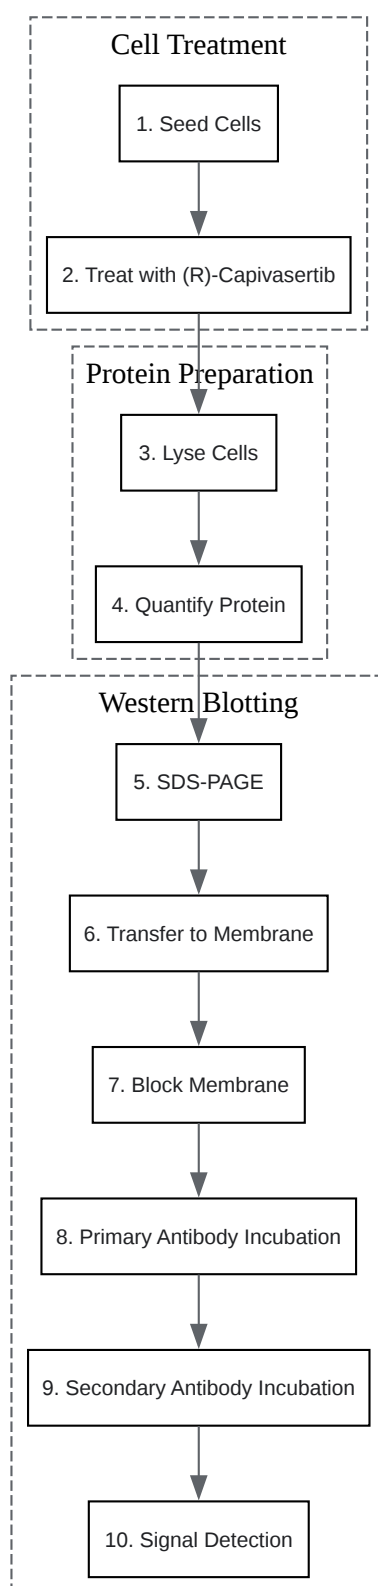 Cell Treatment
1. Seed Cells
2. Treat with (R)-Capivasertib
Protein Preparation
3. Lyse Cells
4. Quantify Protein
Western Blotting
5. SDS-PAGE
6. Transfer to Membrane
7. Block Membrane
8. Primary Antibody Incubation
9. Secondary Antibody Incubation
10. Signal Detection